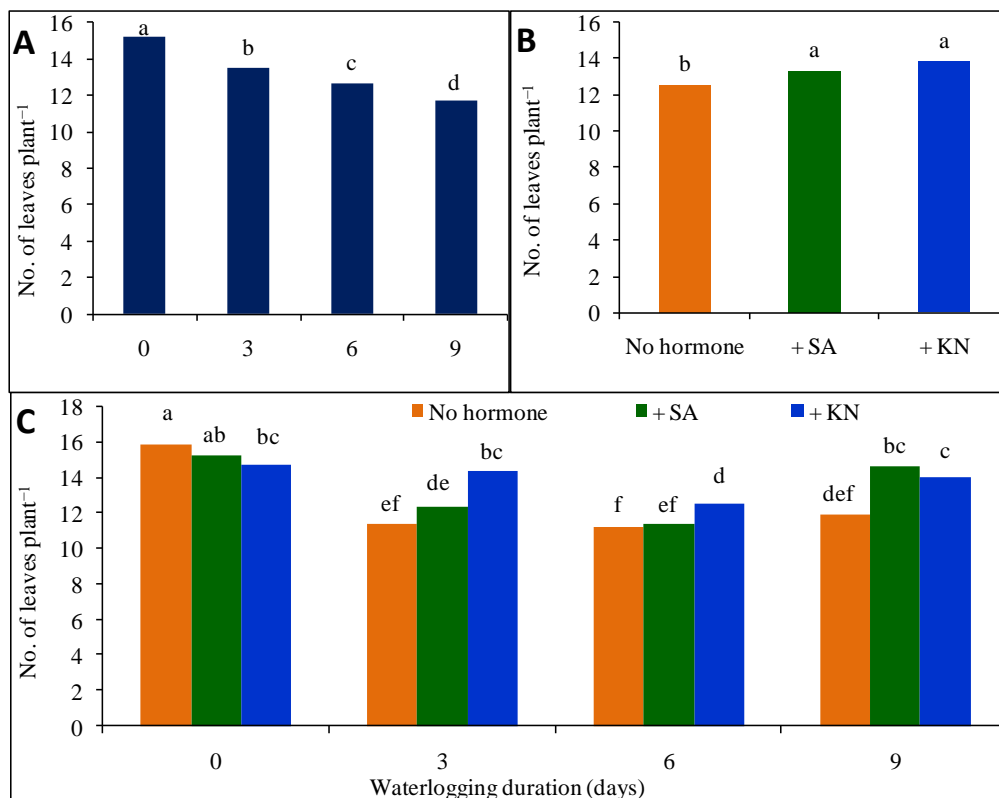 A
No. of leaves plant⁻¹
16
14
12
10
8
6
4
2
0
a
b
c
d
0 3 6 9
B
No. of leaves plant⁻¹
16
14
12
10
8
6
4
2
0
b
a
a
No hormone + SA + KN
C
No. of leaves plant⁻¹
18
16
14
12
10
8
6
4
2
0
No hormone + SA + KN
a ab bc
ef de bc
f ef d
def bc c
0 3 6 9
Waterlogging duration (days)